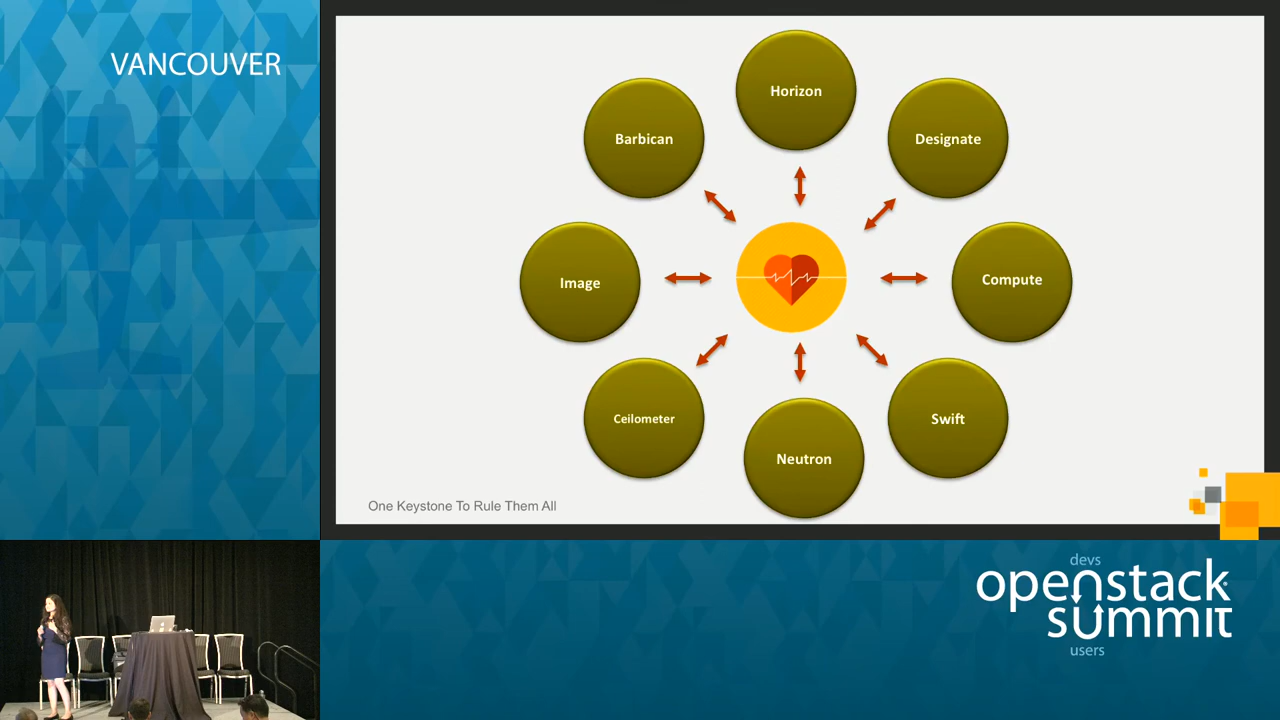 VANCOUVER
Horizon
Barbican
Designate
Image
Compute
Ceilometer
Swift
Neutron
One Keystone To Rule Them All
devs
openstack
summit
users